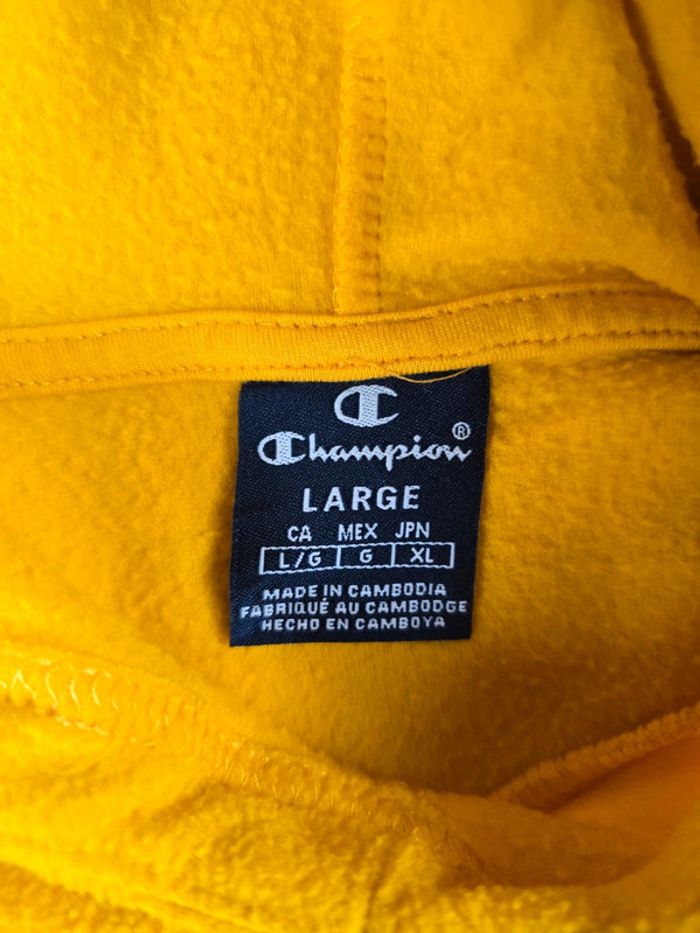 Champion®
LARGE
CA MEX JPN
L/G G XL
MADE IN CAMBODIA
FABRIQUÉ AU CAMBODGE
HECHO EN CAMBOYA